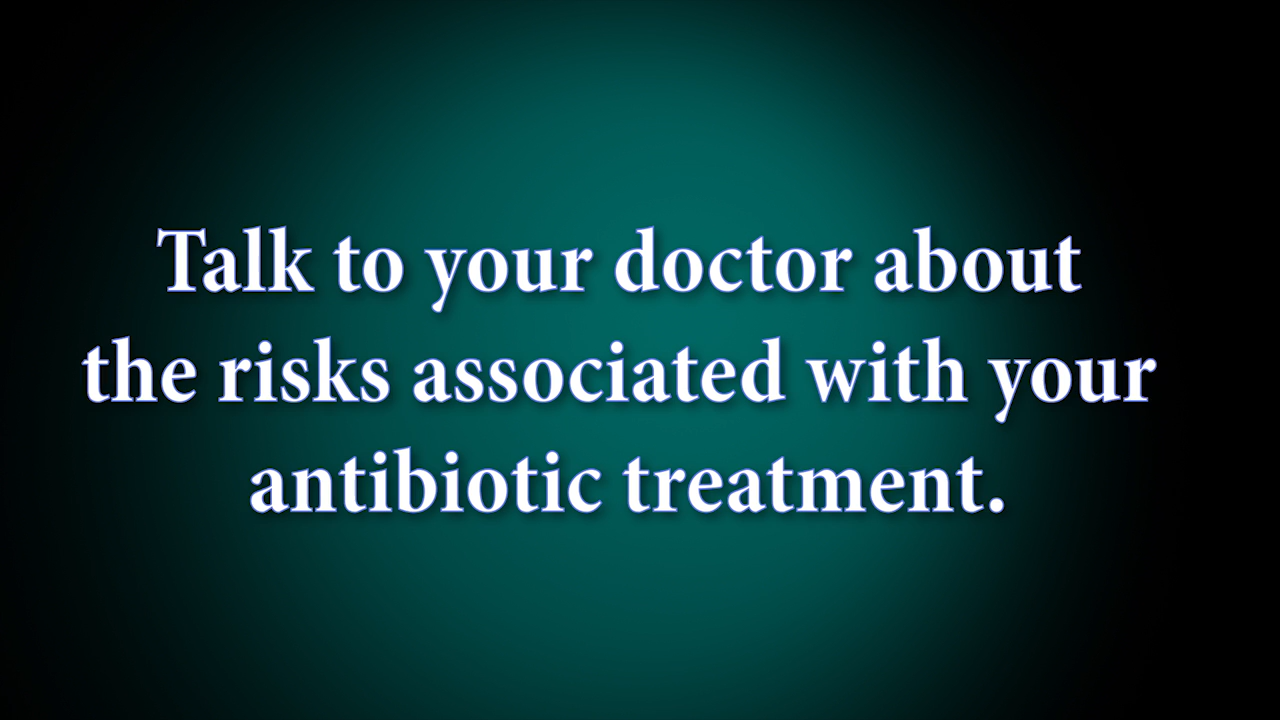 Talk to your doctor about
the risks associated with your
antibiotic treatment.